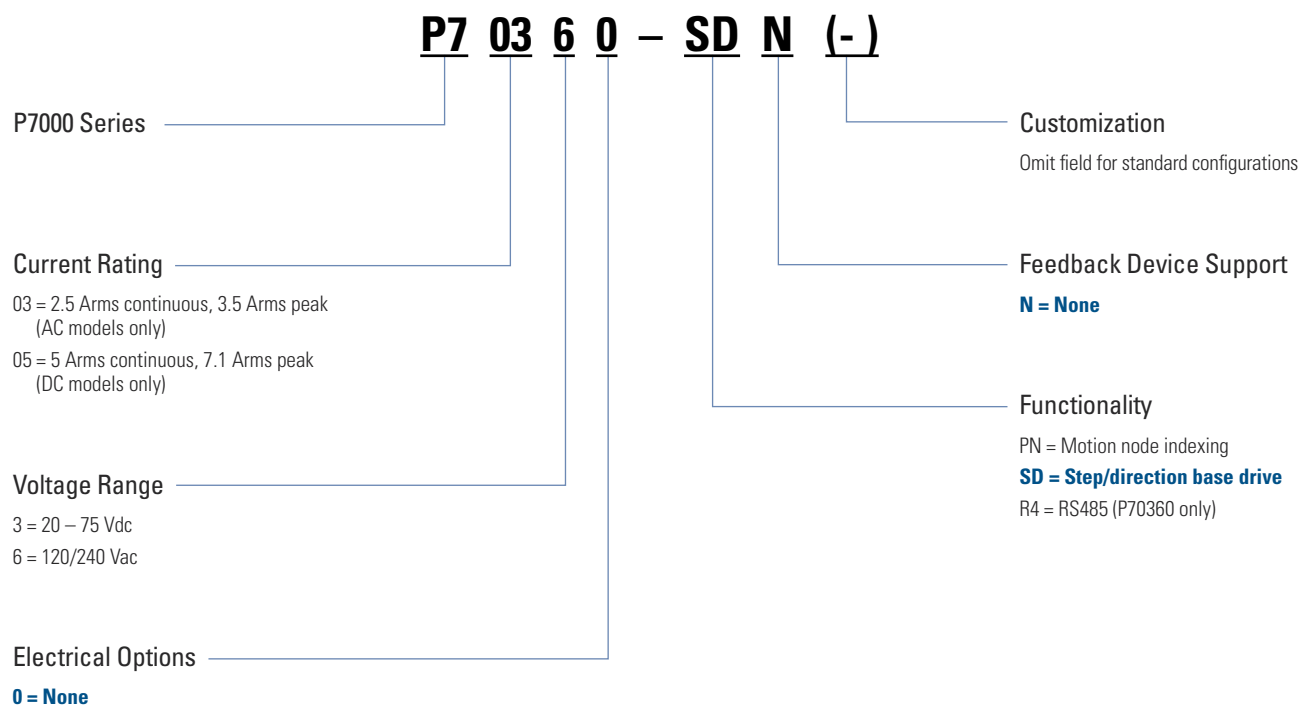 P7 03 6 0 – SD N (- )
P7000 Series
Current Rating
03 = 2.5 Arms continuous, 3.5 Arms peak
(AC models only)
05 = 5 Arms continuous, 7.1 Arms peak
(DC models only)
Voltage Range
3 = 20 – 75 Vdc
6 = 120/240 Vac
Electrical Options
0 = None
Customization
Omit field for standard configurations
Feedback Device Support
N = None
Functionality
PN = Motion node indexing
SD = Step/direction base drive
R4 = RS485 (P70360 only)